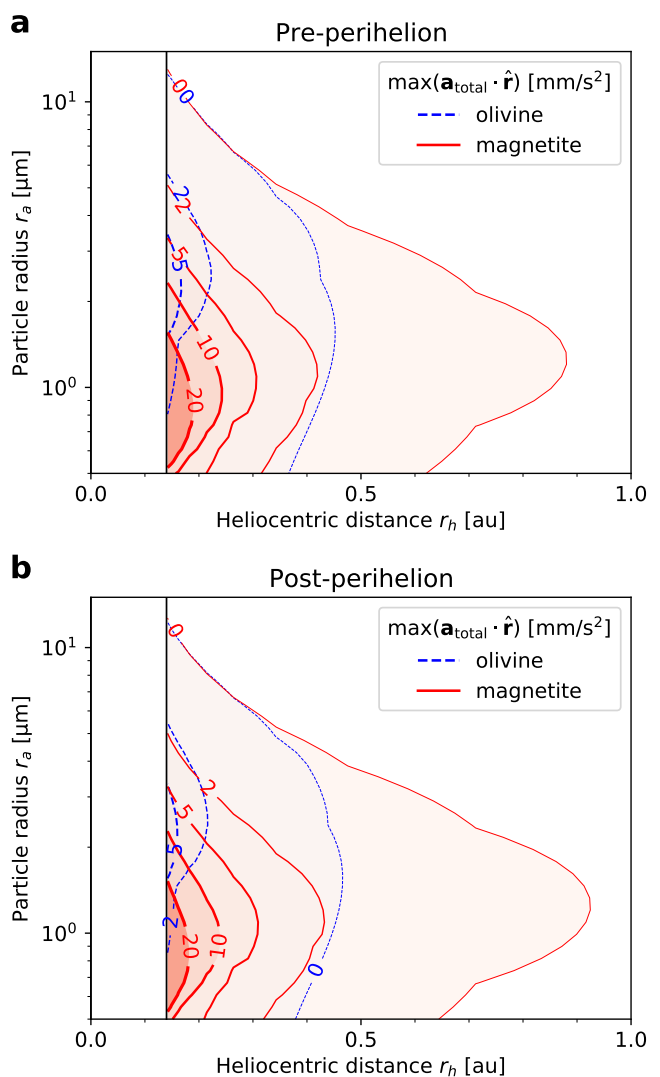 a
Pre-perihelion
max(a_total · r̂) [mm/s²]
olivine
magnetite
10¹
10⁰
Particle radius r_a [µm]
0
0
2
2
5
5
10
20
0.0
0.5
1.0
Heliocentric distance r_h [au]
b
Post-perihelion
max(a_total · r̂) [mm/s²]
olivine
magnetite
10¹
10⁰
Particle radius r_a [µm]
0
2
5
5
2
20
10
0
0.0
0.5
1.0
Heliocentric distance r_h [au]